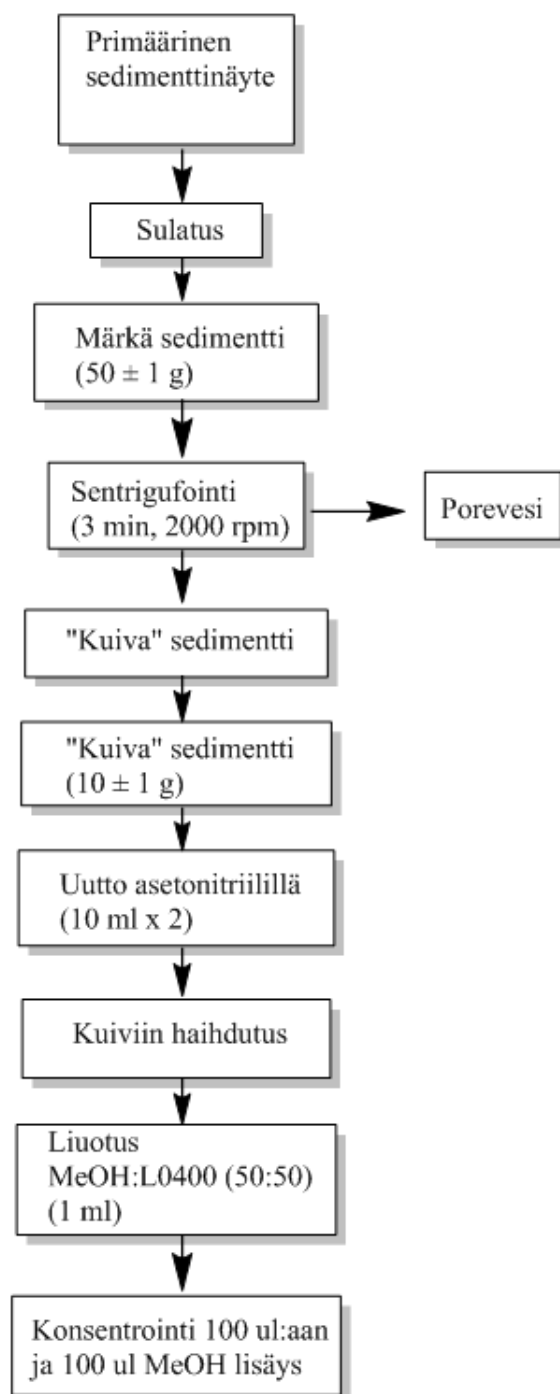 Primäärinen
sedimenttinäyte
Sulatus
Märkä sedimentti
(50 ± 1 g)
Sentrigufointi
(3 min, 2000 rpm)
Porevesi
"Kuiva" sedimentti
"Kuiva" sedimentti
(10 ± 1 g)
Uutto asetonitriilillä
(10 ml x 2)
Kuiviin haihdutus
Liuotus
MeOH:L0400 (50:50)
(1 ml)
Konsentrointi 100 ul:aan
ja 100 ul MeOH lisäys